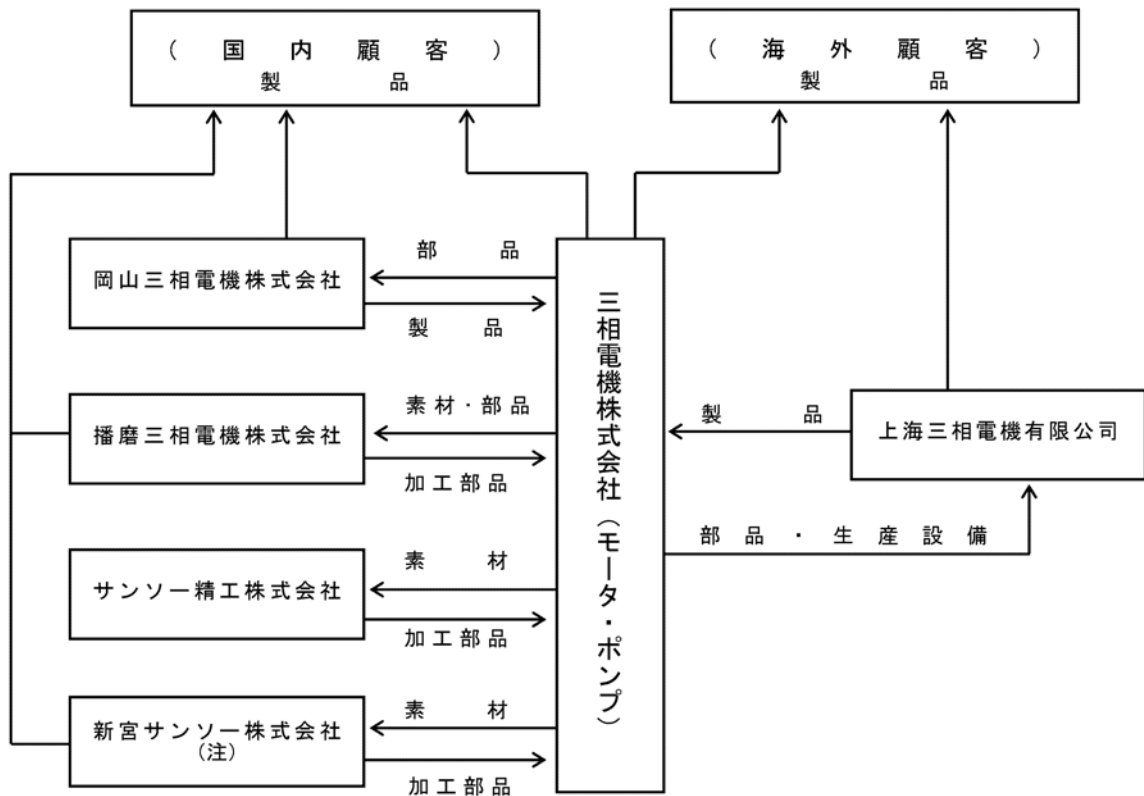 （国内顧客）
製品
（海外顧客）
製品
岡山三相電機株式会社
部品
製品
播磨三相電機株式会社
素材・部品
加工部品
サンソー精工株式会社
素材
加工部品
新宮サンソー株式会社
（注）
素材
加工部品
三相電機株式会社（モータ・ポンプ）
製品
上海三相電機有限公司
部品・生産設備